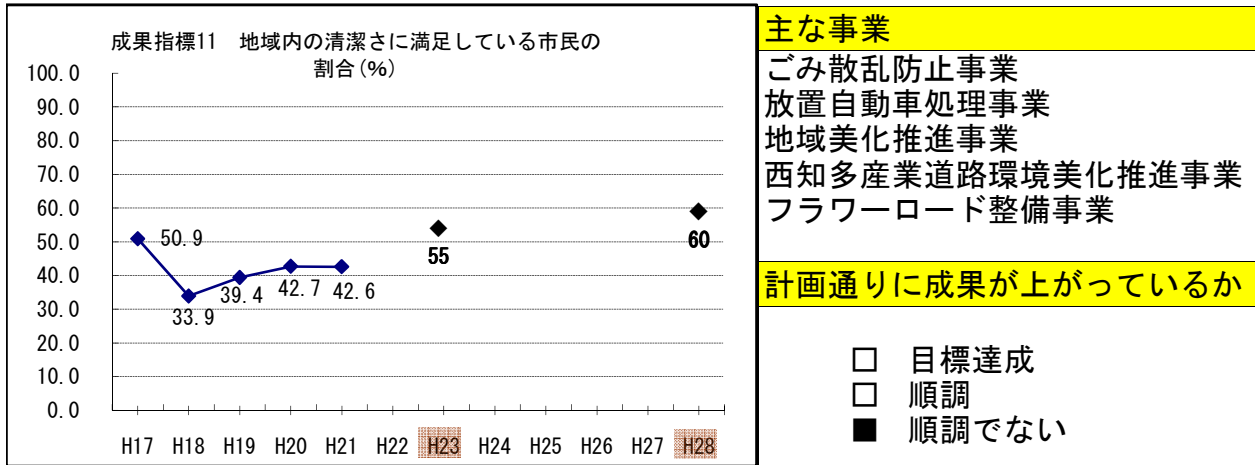 成果指標11　地域内の清潔さに満足している市民の
割合(%)
100.0
90.0
80.0
70.0
60.0
50.0
40.0
30.0
20.0
10.0
0.0
50.9
33.9
39.4
42.7
42.6
55
60
H17 H18 H19 H20 H21 H22 H23 H24 H25 H26 H27 H28
主な事業
ごみ散乱防止事業
放置自動車処理事業
地域美化推進事業
西知多産業道路環境美化推進事業
フラワーロード整備事業
計画通りに成果が上がっているか
□　目標達成
□　順調
■　順調でない